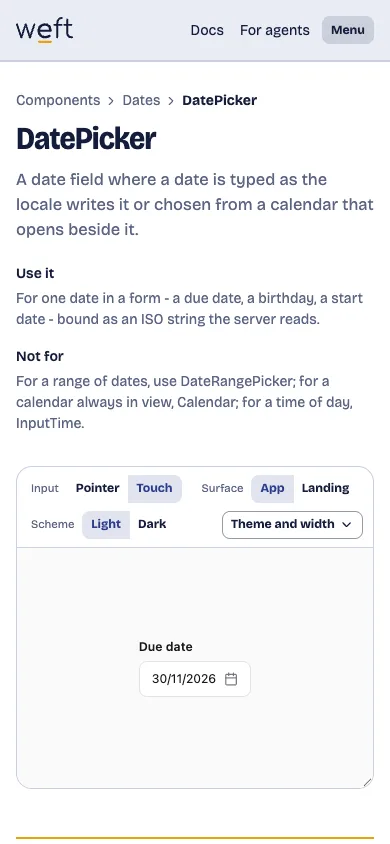 weft
Docs For agents Menu
Components > Dates > DatePicker
DatePicker
A date field where a date is typed as the
locale writes it or chosen from a calendar that
opens beside it.
Use it
For one date in a form - a due date, a birthday, a start
date - bound as an ISO string the server reads.
Not for
For a range of dates, use DateRangePicker; for a
calendar always in view, Calendar; for a time of day,
InputTime.
Input Pointer Touch Surface App Landing
Scheme Light Dark Theme and width
Due date
30/11/2026